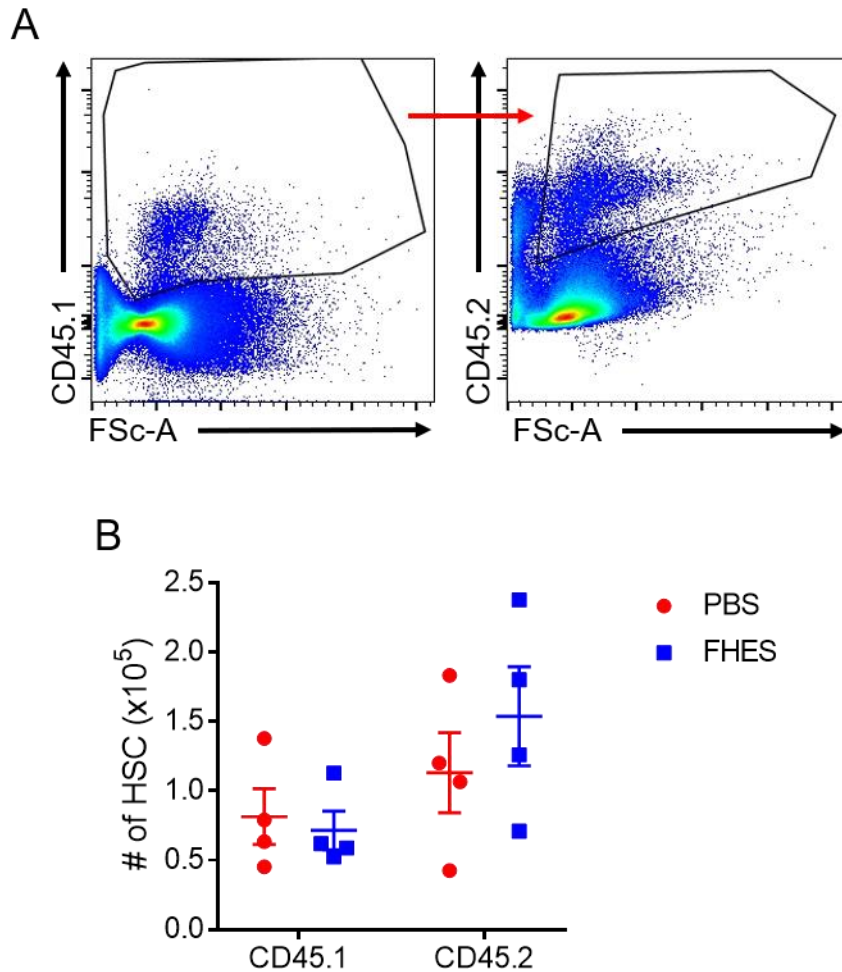 A
CD45.1
FSc-A
CD45.2
FSc-A
B
# of HSC (x10⁵)
2.5
2.0
1.5
1.0
0.5
0.0
CD45.1
CD45.2
PBS
FHES